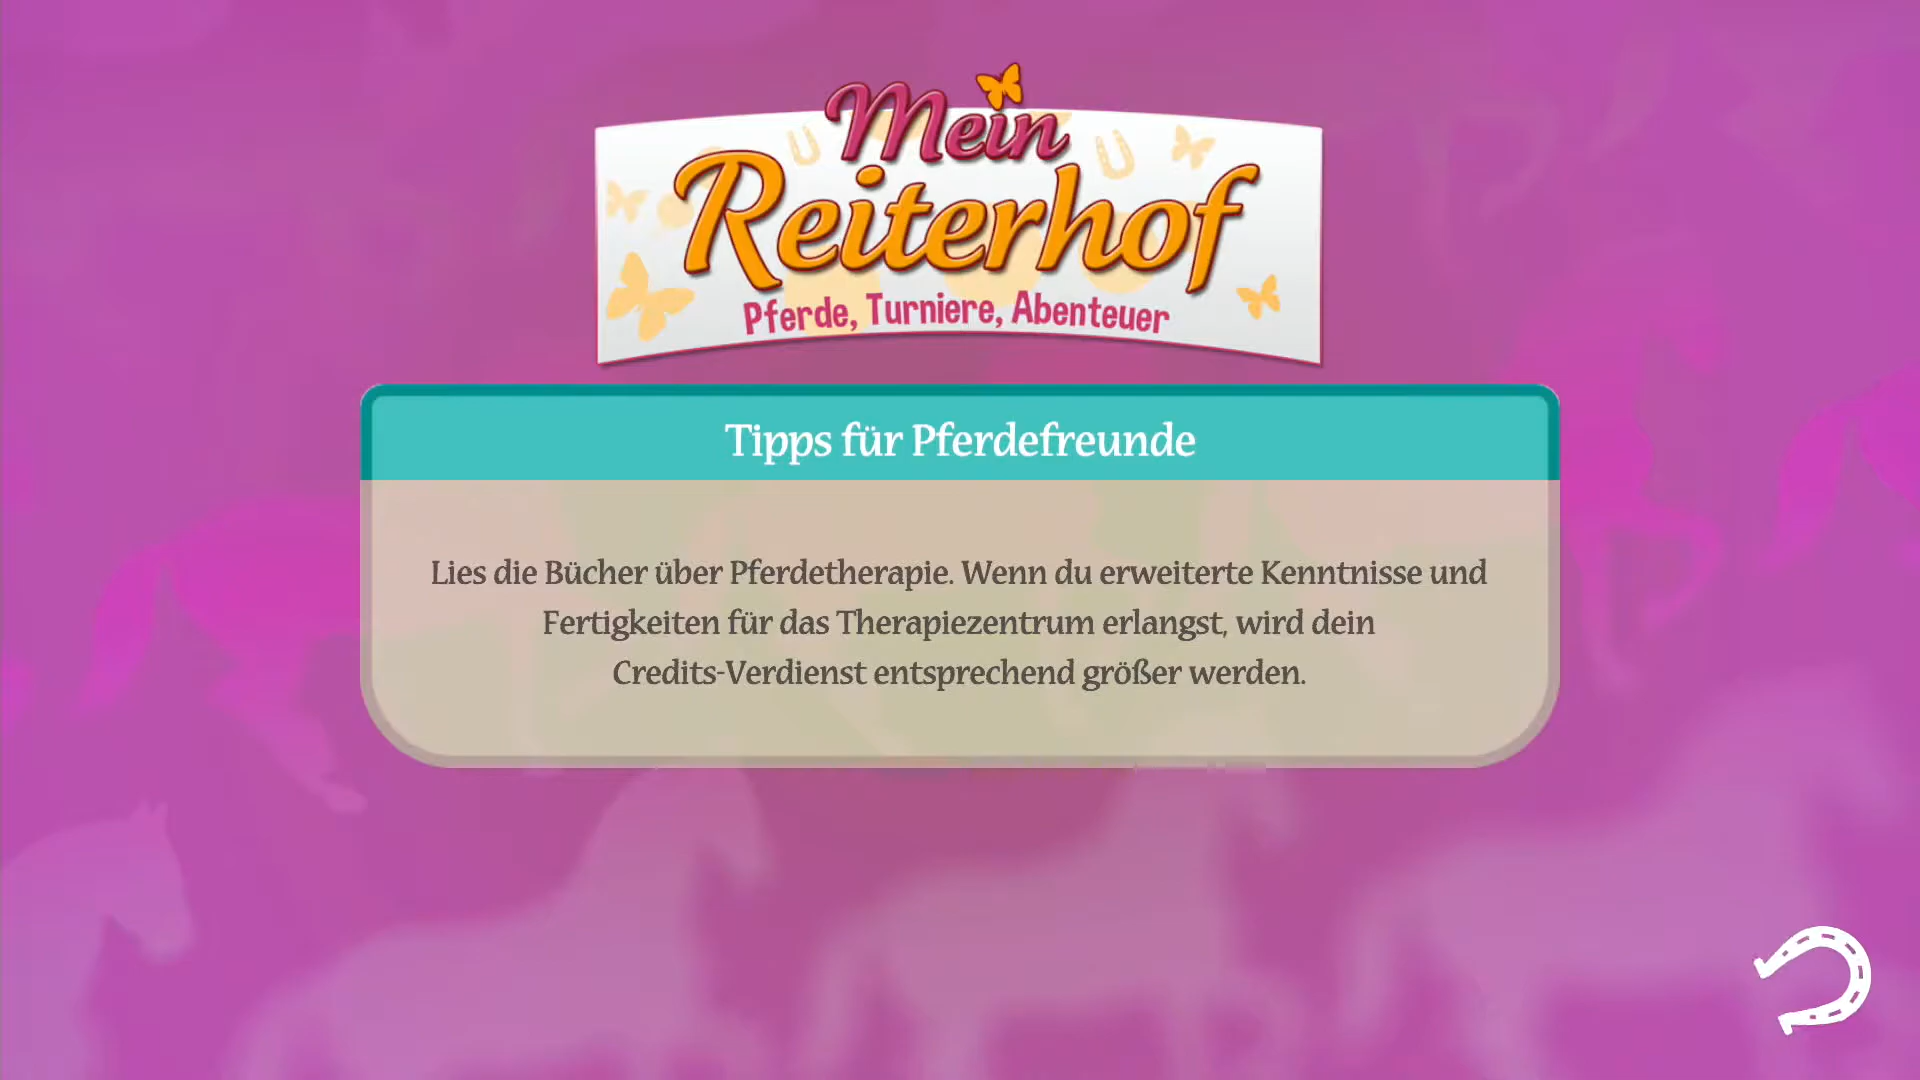 Mein
Reiterhof
Pferde, Turniere, Abenteuer
Tipps für Pferdefreunde
Lies die Bücher über Pferdetherapie. Wenn du erweiterte Kenntnisse und
Fertigkeiten für das Therapiezentrum erlangst, wird dein
Credits-Verdienst entsprechend größer werden.